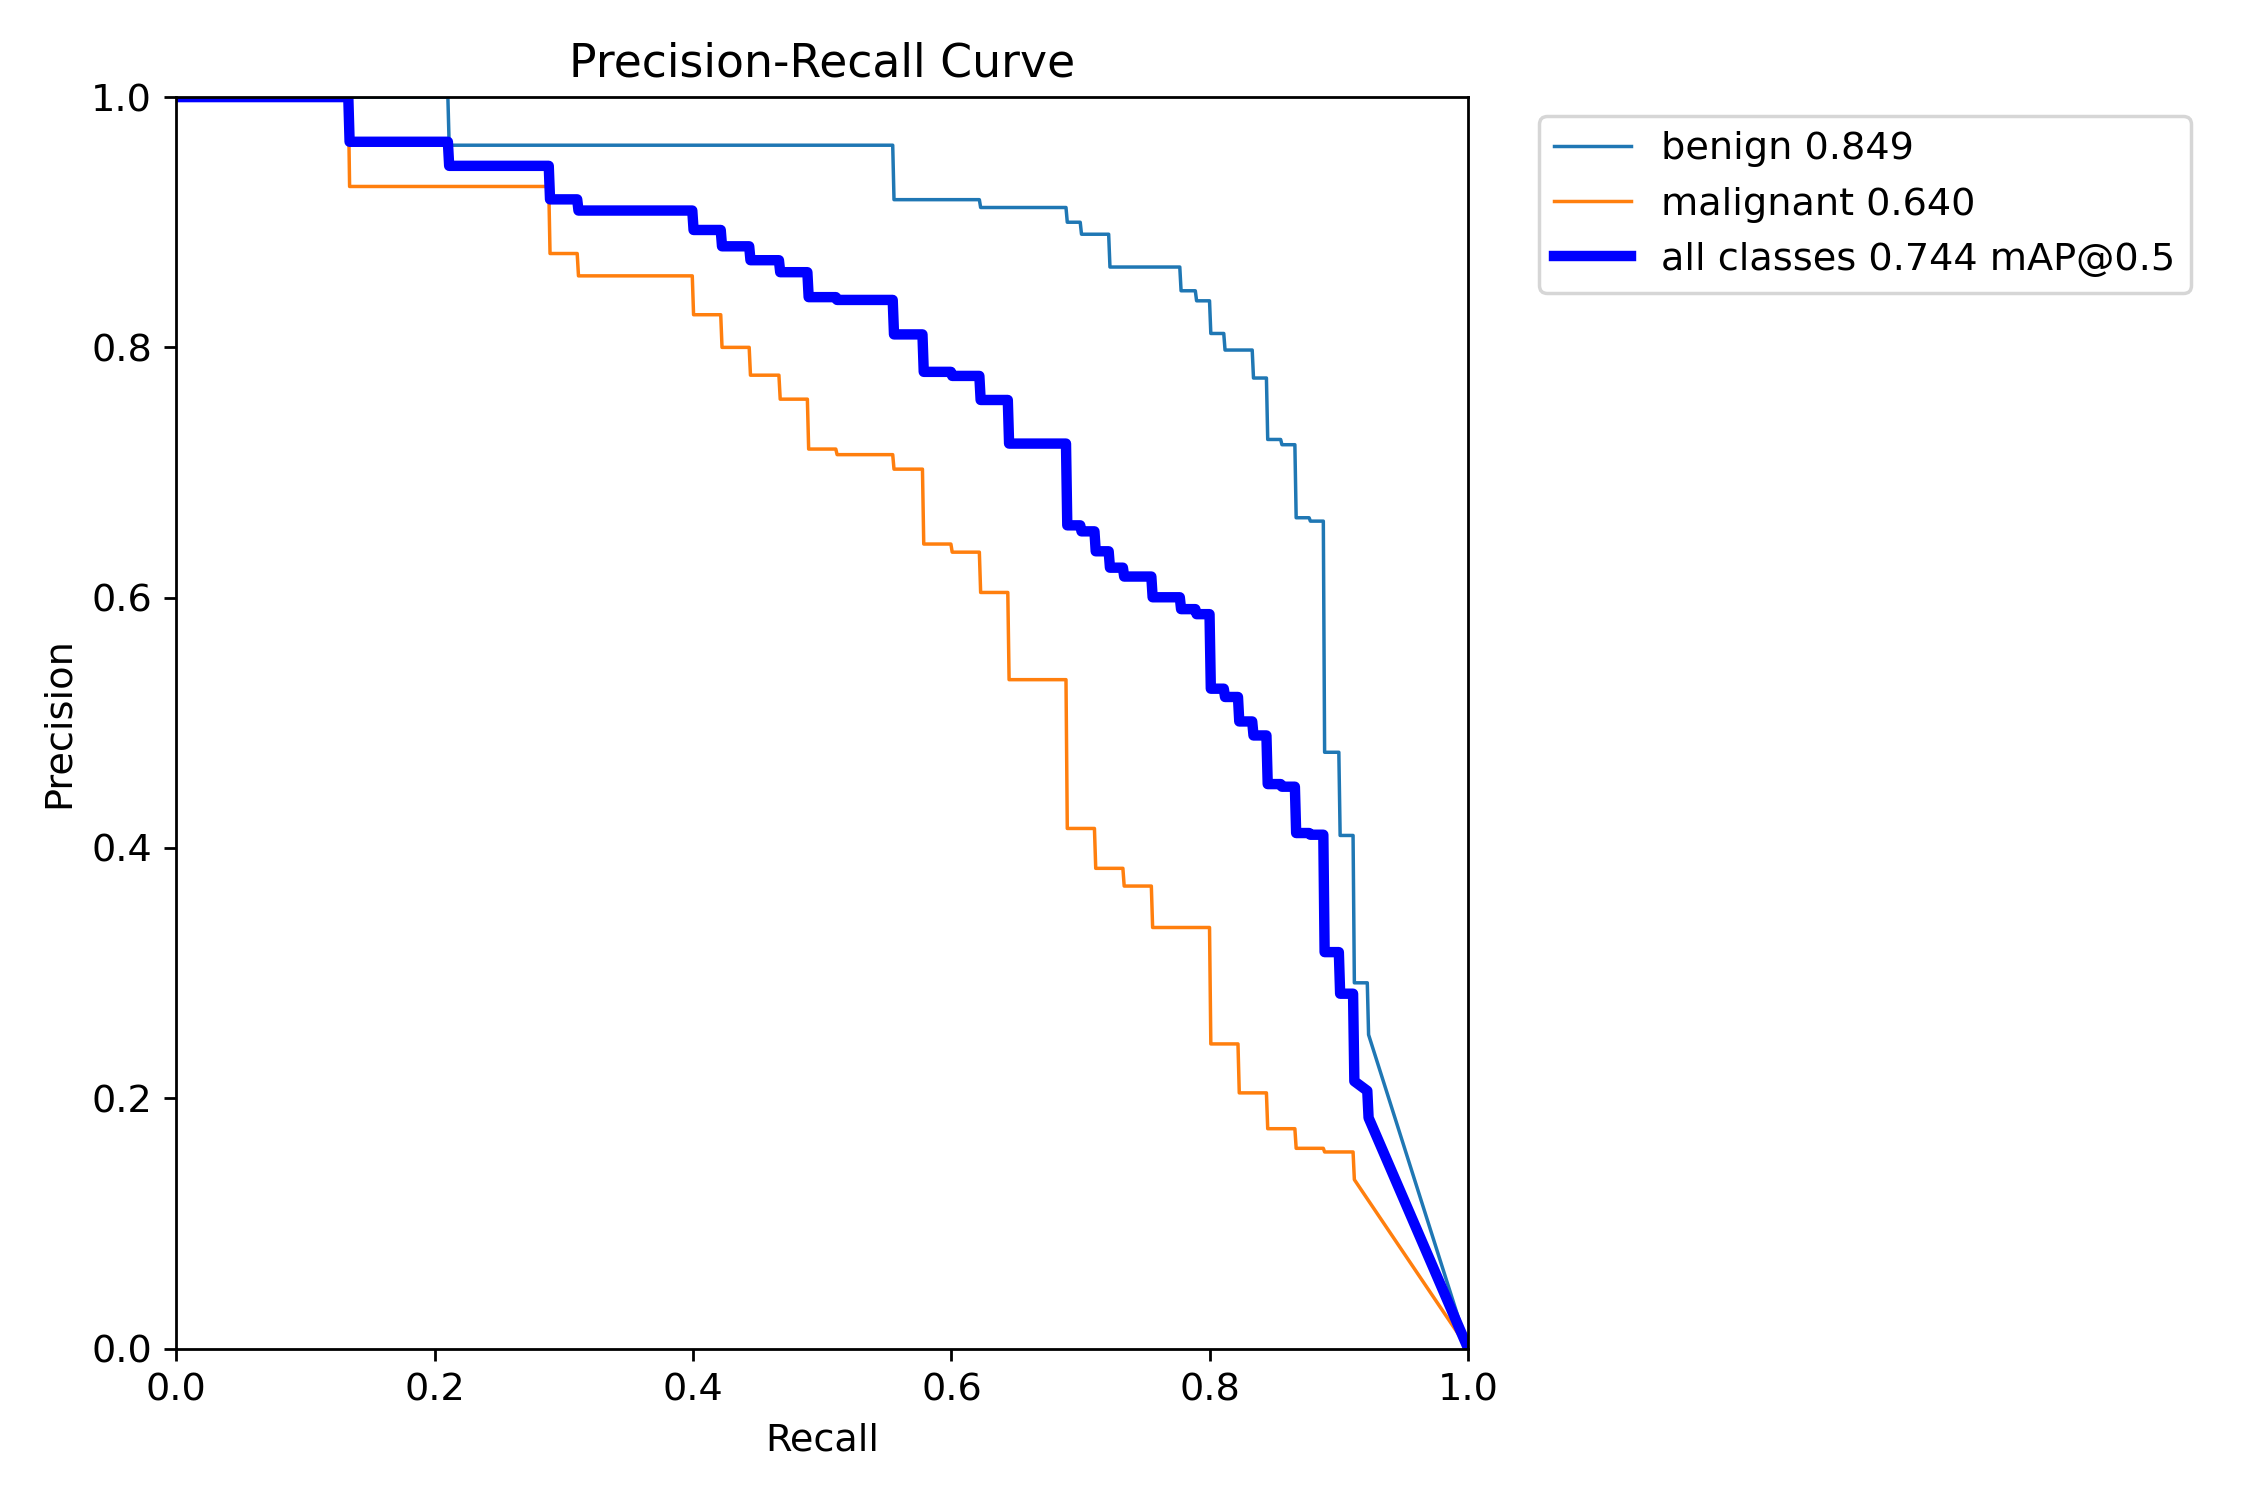 Precision-Recall Curve
1.0
0.8
0.6
0.4
0.2
0.0
Precision
0.0 0.2 0.4 0.6 0.8 1.0
Recall
benign 0.849
malignant 0.640
all classes 0.744 mAP@0.5